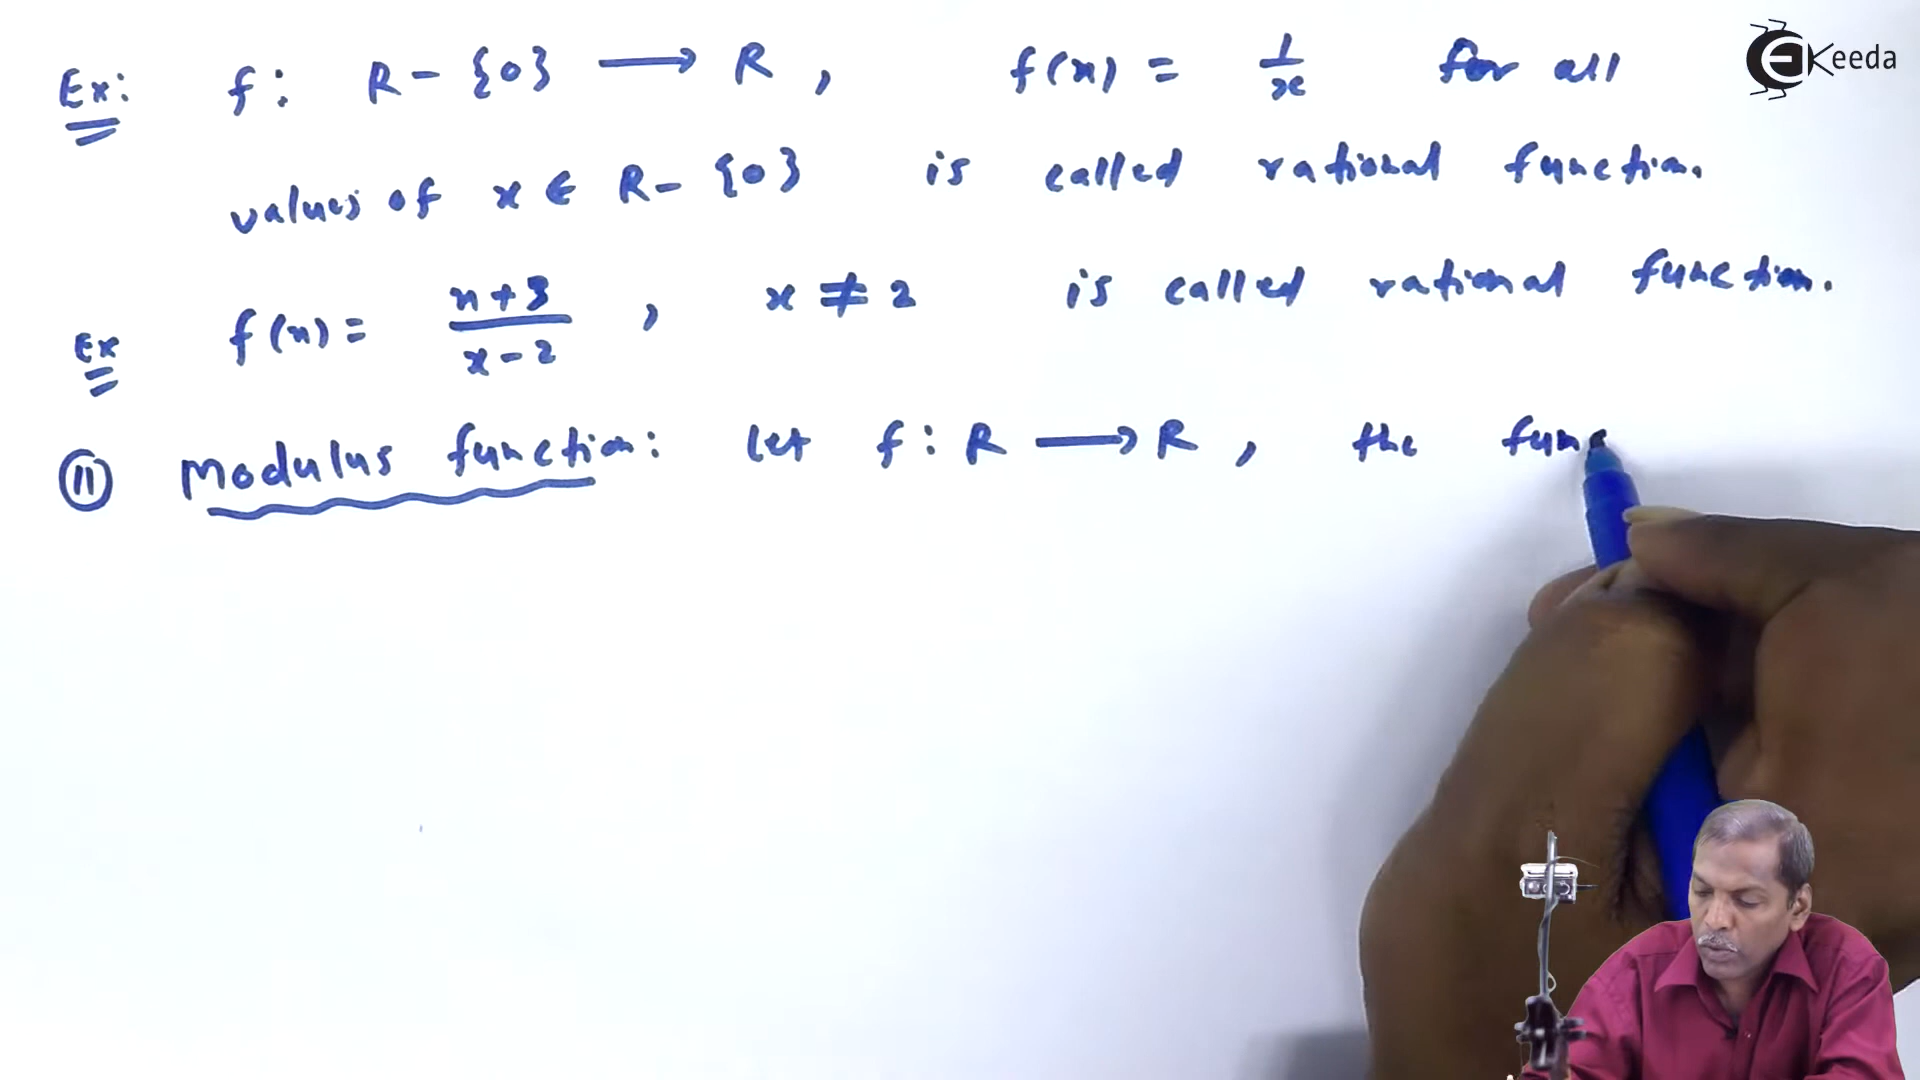 Ex: f: R - {0} ⟶ R, f(x) = 1/x for all
values of x ∈ R - {0} is called rational function.
Ex f(x) = x+3/x-2, x ≠ 2 is called rational function.
⑪ Modulus function: let f: R ⟶ R, the func
EKeeda